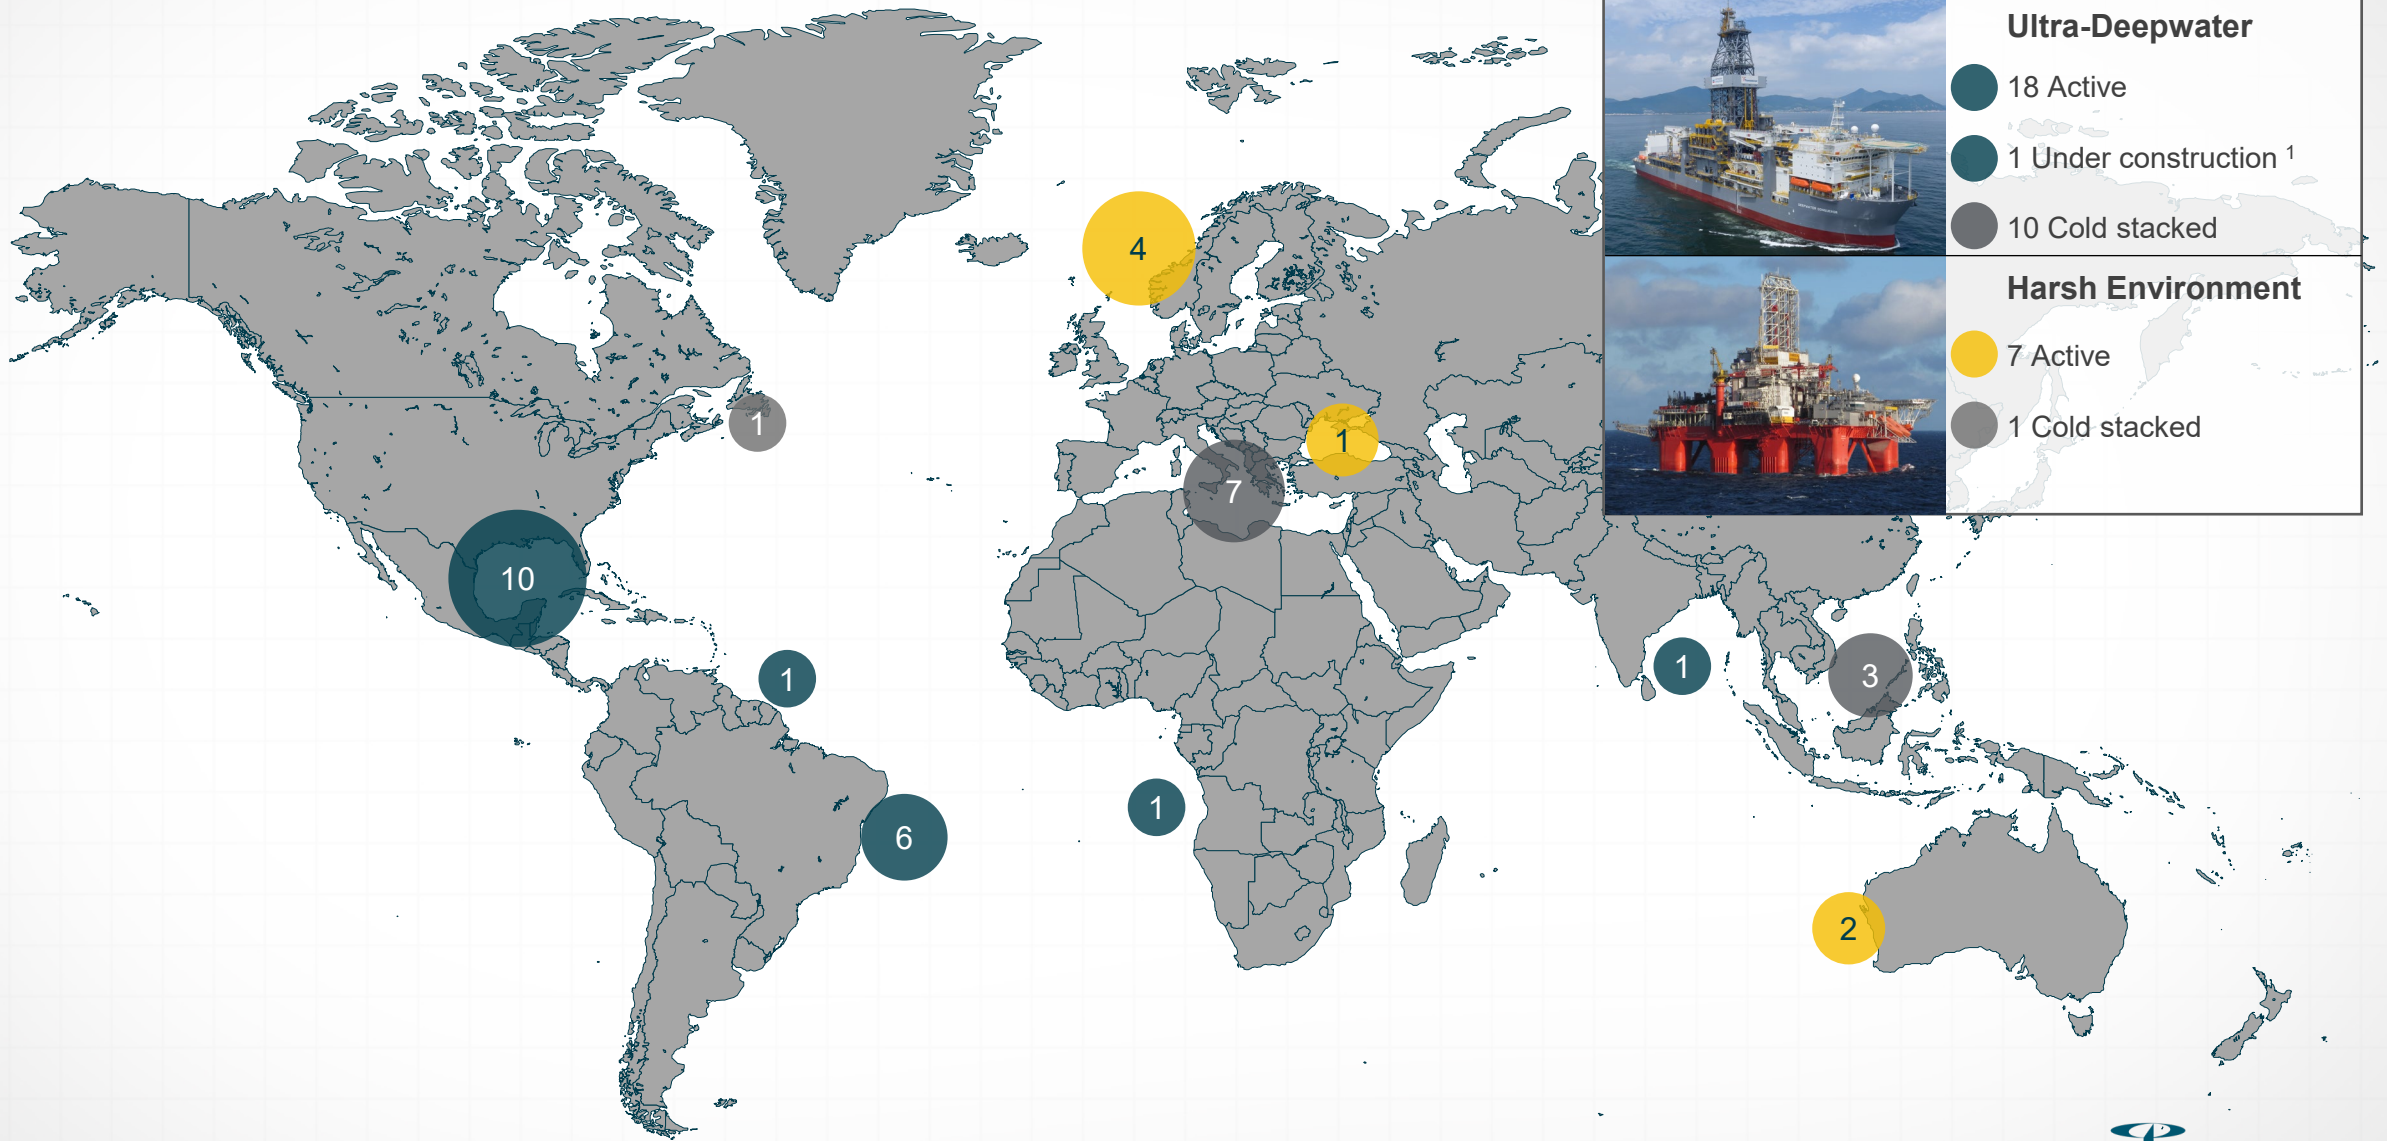 Ultra-Deepwater
18 Active
1 Under construction 1
10 Cold stacked
Harsh Environment
7 Active
1 Cold stacked
4
1
1
7
10
1
1
3
1
6
2